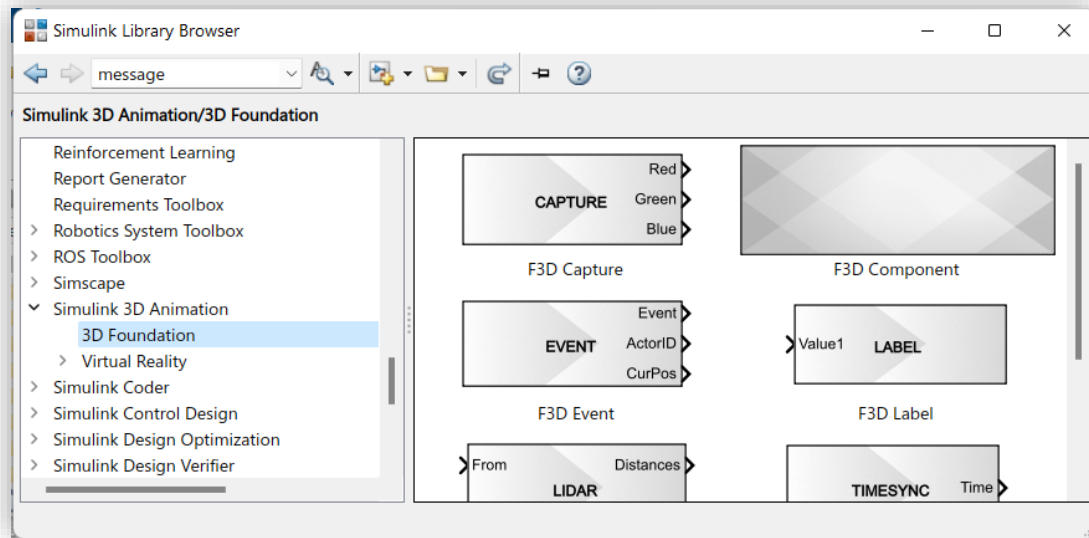 Simulink Library Browser
message
Simulink 3D Animation/3D Foundation
Reinforcement Learning
Report Generator
Requirements Toolbox
Robotics System Toolbox
ROS Toolbox
Simscape
Simulink 3D Animation
3D Foundation
Virtual Reality
Simulink Coder
Simulink Control Design
Simulink Design Optimization
Simulink Design Verifier
CAPTURE
Red
Green
Blue
F3D Capture
F3D Component
EVENT
Event
ActorID
CurPos
F3D Event
Value1 LABEL
F3D Label
From Distances
LIDAR
TIMESYNC Time